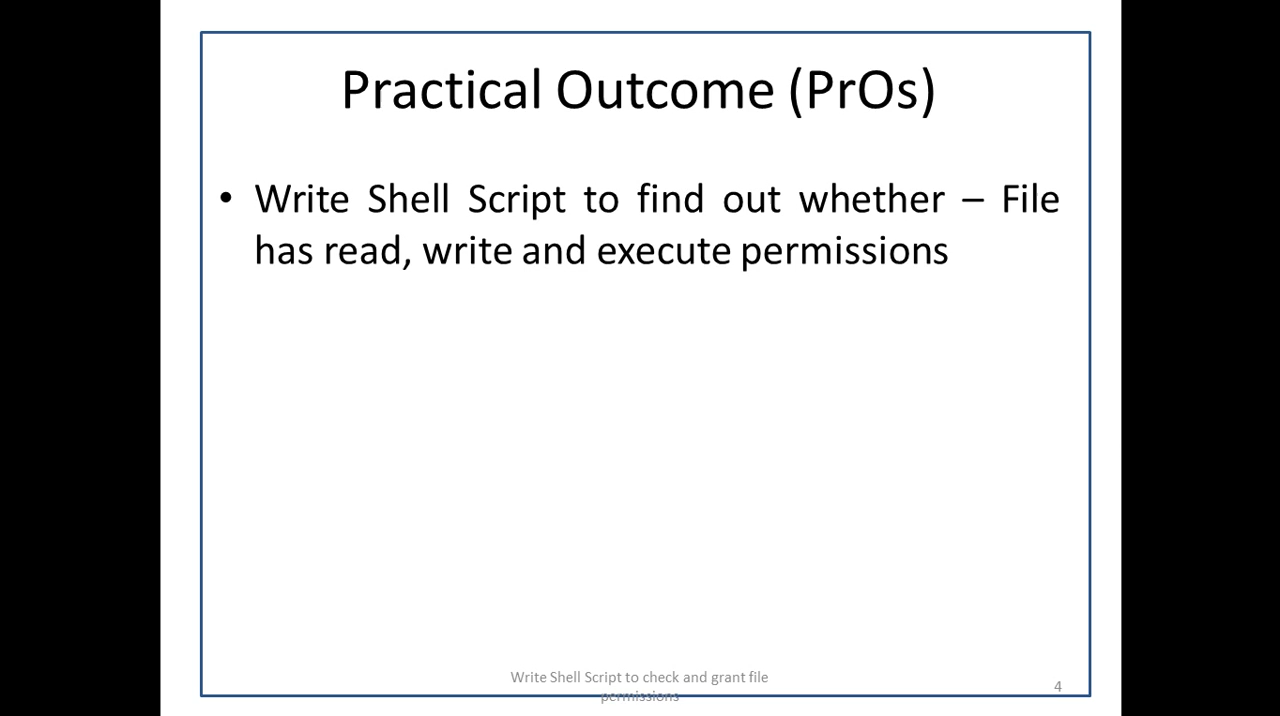 Practical Outcome (PrOs)
• Write Shell Script to find out whether – File
has read, write and execute permissions
Write Shell Script to check and grant file
permissions
4